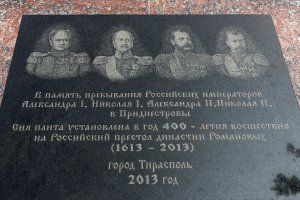 В память пребывания Российских императоров
Александра I, Николая I, Александра II, Николая II,
в Приднестровье
Сия плита установлена в год 400 - летия восшествия
на Российский престол династии Романовых
(1613 - 2013)
город Тирасполь
2013 год